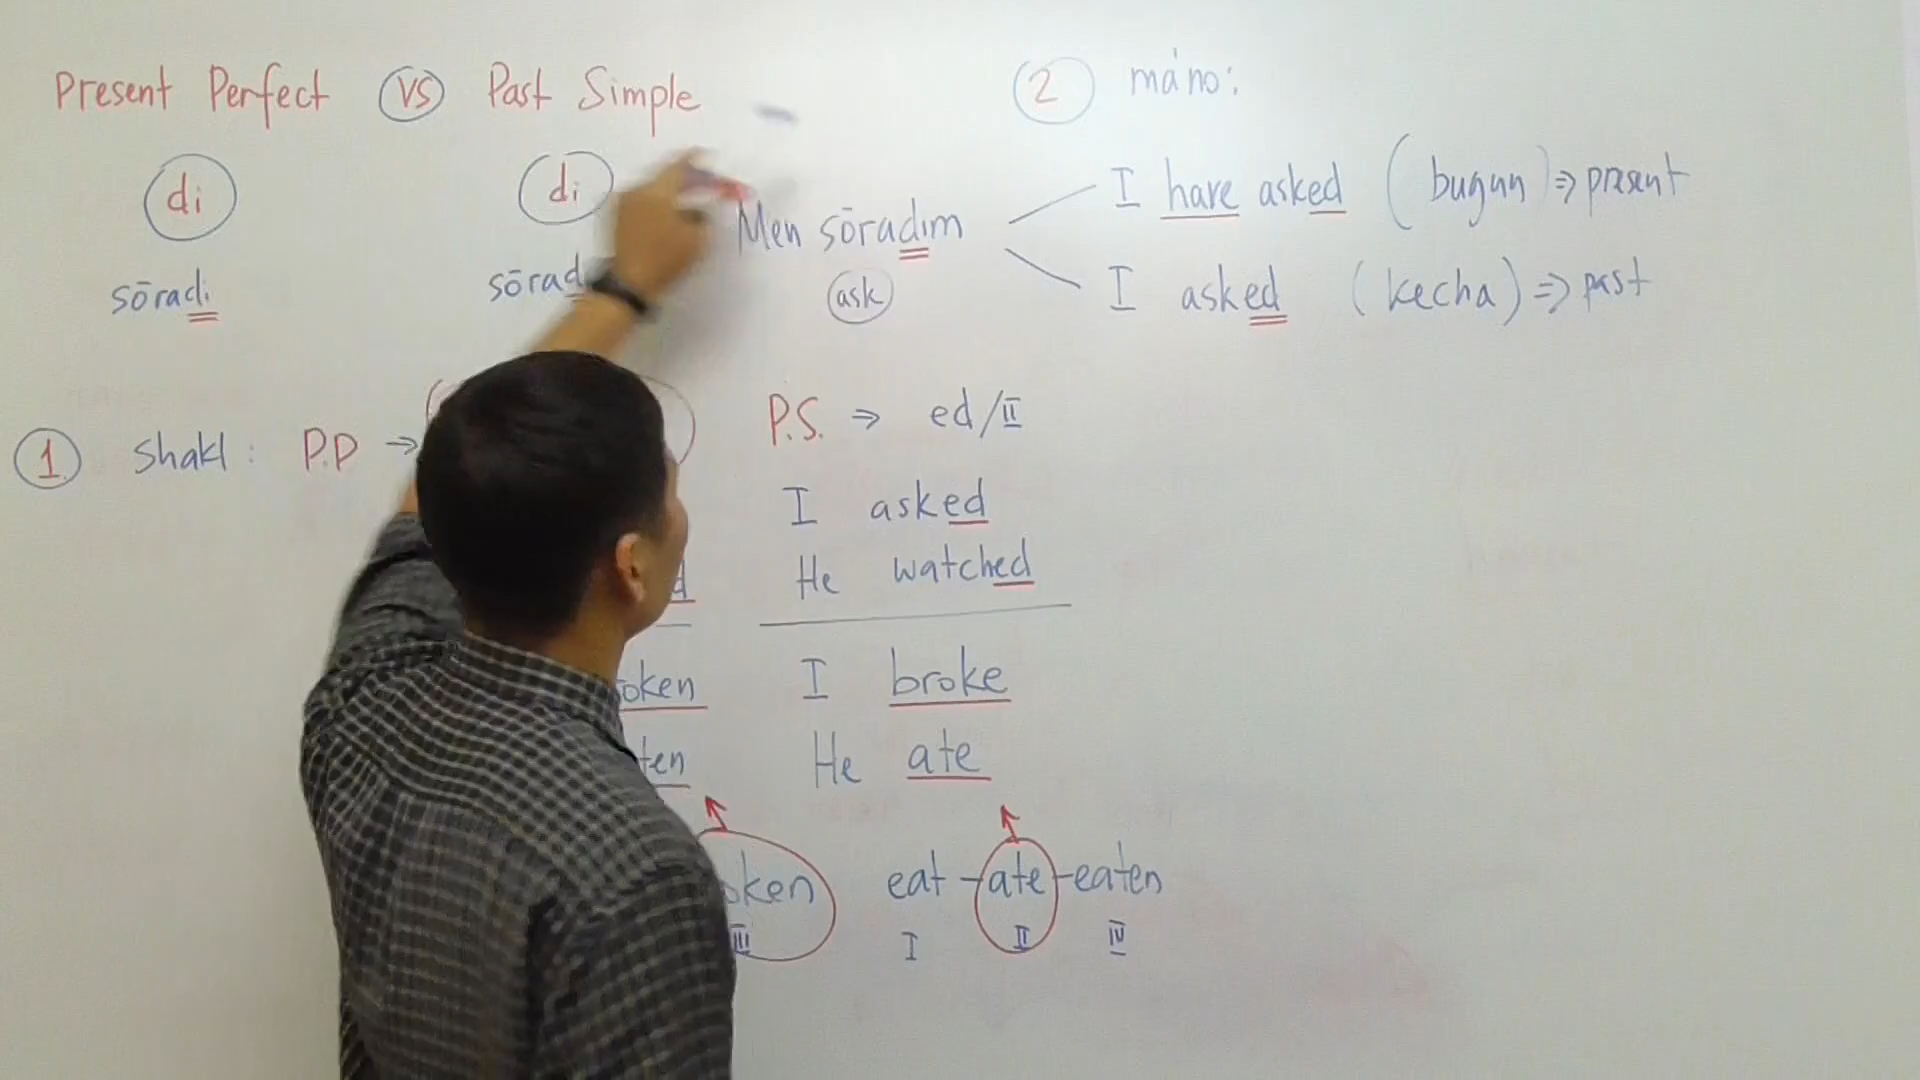 Present Perfect vs Past Simple
di di
sōradi sōrad
1 shakl: P.P →
P.S. ⇒ ed/II
I asked
He watched
oken I broke
ten He ate
oken eat - ate - eaten
III I II IV
2 ma'no:
Men sōradim
ask
I have asked (bugun) ⇒ present
I asked (kecha) ⇒ past